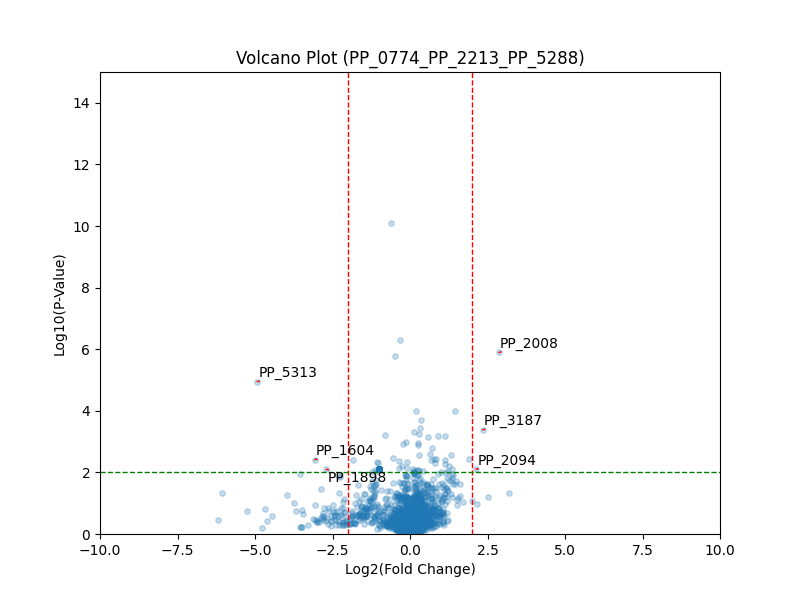 Volcano Plot (PP_0774_PP_2213_PP_5288)
Log10(P-Value)
14
12
10
8
6
4
2
0
PP_2008
PP_5313
PP_3187
PP_1604
PP_2094
PP_1898
−10.0 −7.5 −5.0 −2.5 0.0 2.5 5.0 7.5 10.0
Log2(Fold Change)